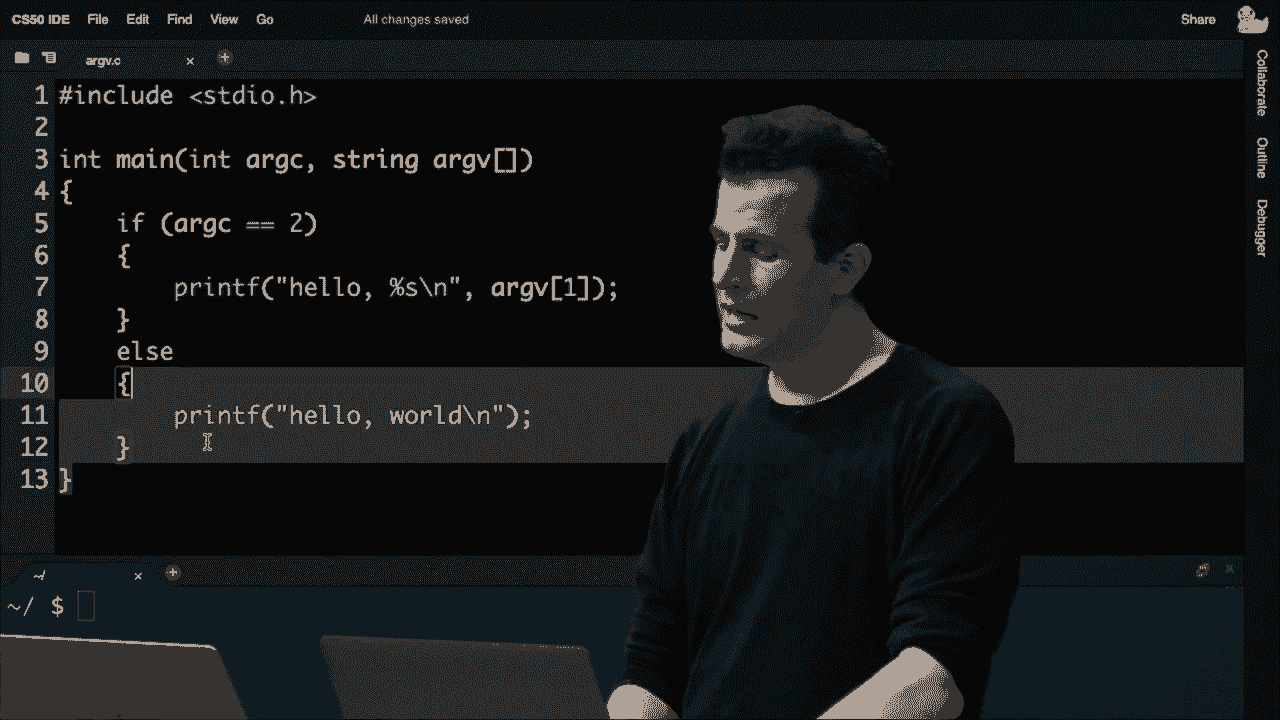 CS50 IDE File Edit Find View Go All changes saved Share
argv.c × +
Collaborate
Outline
Debugger
1 #include <stdio.h>
2
3 int main(int argc, string argv[])
4 {
5     if (argc == 2)
6     {
7         printf("hello, %s\n", argv[1]);
8     }
9     else
10     {
11         printf("hello, world\n");
12     }
13 }
~/ × +
~/ $